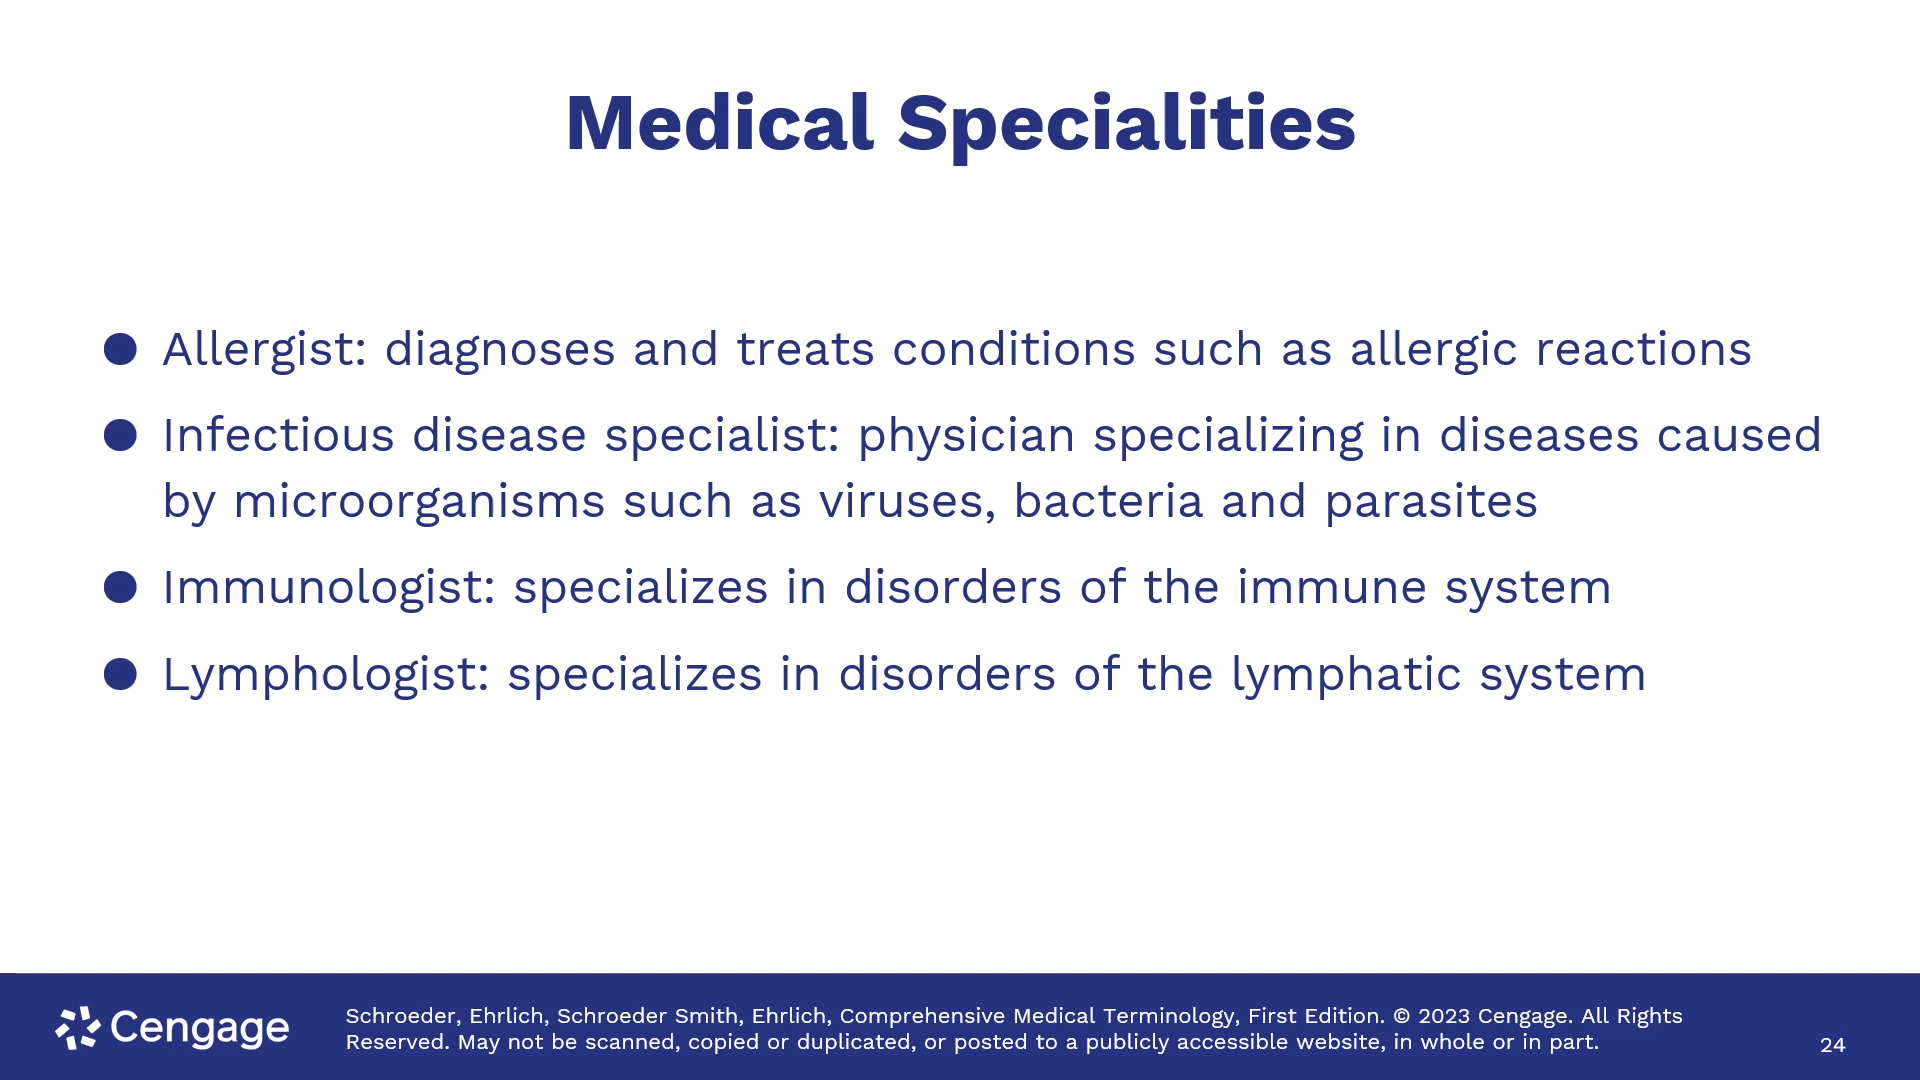 Medical Specialities
● Allergist: diagnoses and treats conditions such as allergic reactions
● Infectious disease specialist: physician specializing in diseases caused
by microorganisms such as viruses, bacteria and parasites
● Immunologist: specializes in disorders of the immune system
● Lymphologist: specializes in disorders of the lymphatic system
Cengage
Schroeder, Ehrlich, Schroeder Smith, Ehrlich, Comprehensive Medical Terminology, First Edition. © 2023 Cengage. All Rights
Reserved. May not be scanned, copied or duplicated, or posted to a publicly accessible website, in whole or in part.
24